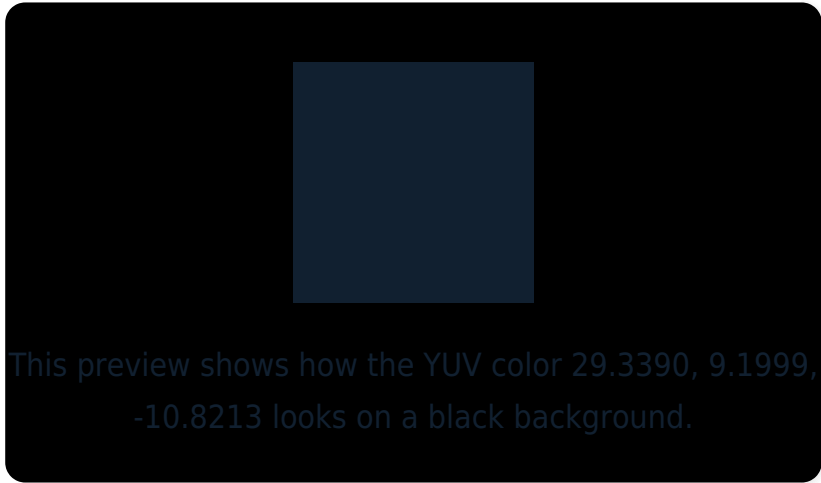 This preview shows how the YUV color 29.3390, 9.1999,
-10.8213 looks on a black background.